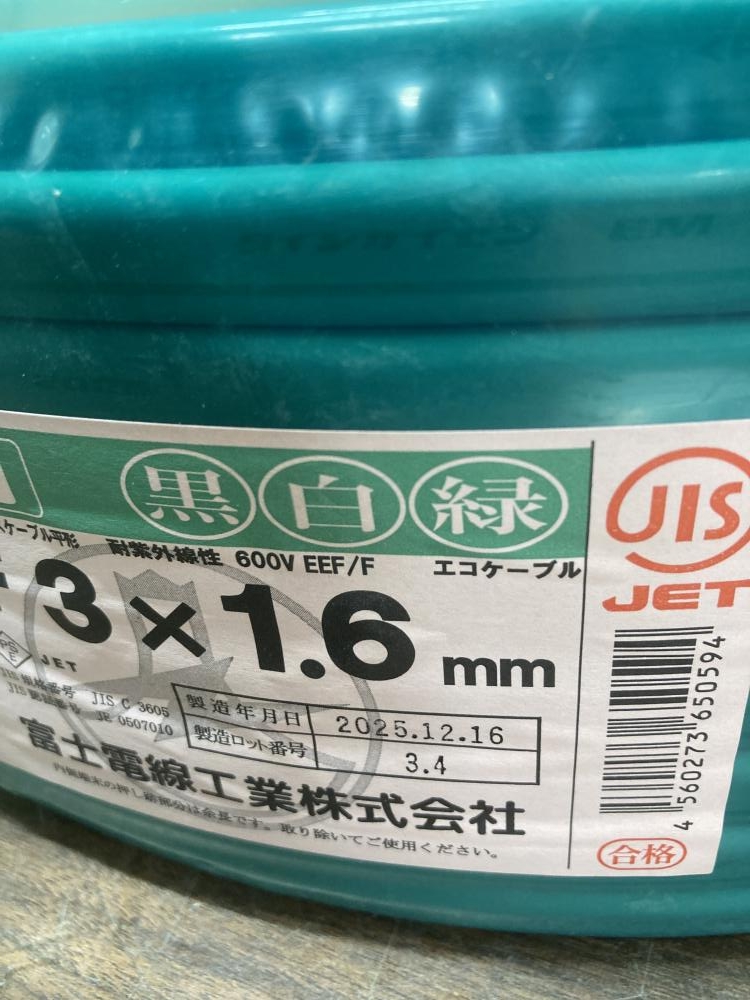 黒 白 緑
ケーブル平形 耐紫外線性 600V EEF/F エコケーブル
3×1.6 mm
PS E JET
JIS C 3605
JE 0507010
製造年月日 2025.12.16
製造ロット番号 3.4
富士電線工業株式会社
取り除いてご使用ください。
JIS
JET
4 560273 650594
合格
EM